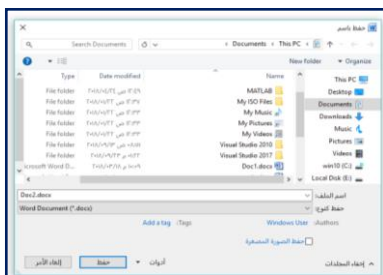 حفظ باسم
Search Documents
Documents
This PC
New folder
Organize
Type
Date modified
Name
File folder
MATLAB
File folder
My ISO Files
File folder
My Music
File folder
My Pictures
File folder
My Videos
File folder
Visual Studio 2010
File folder
Visual Studio 2017
Doc1.docx
This PC
Desktop
Documents
Downloads
Music
Pictures
Videos
win10 (C:)
Local Disk (E:)
اسم الملف:
Doc2.docx
حفظ كنوع:
Word Document (*.docx)
Authors:
Windows User
Tags:
Add a tag
حفظ الصورة المصغرة
إخفاء المجلدات
أدوات
حفظ
إلغاء الأمر